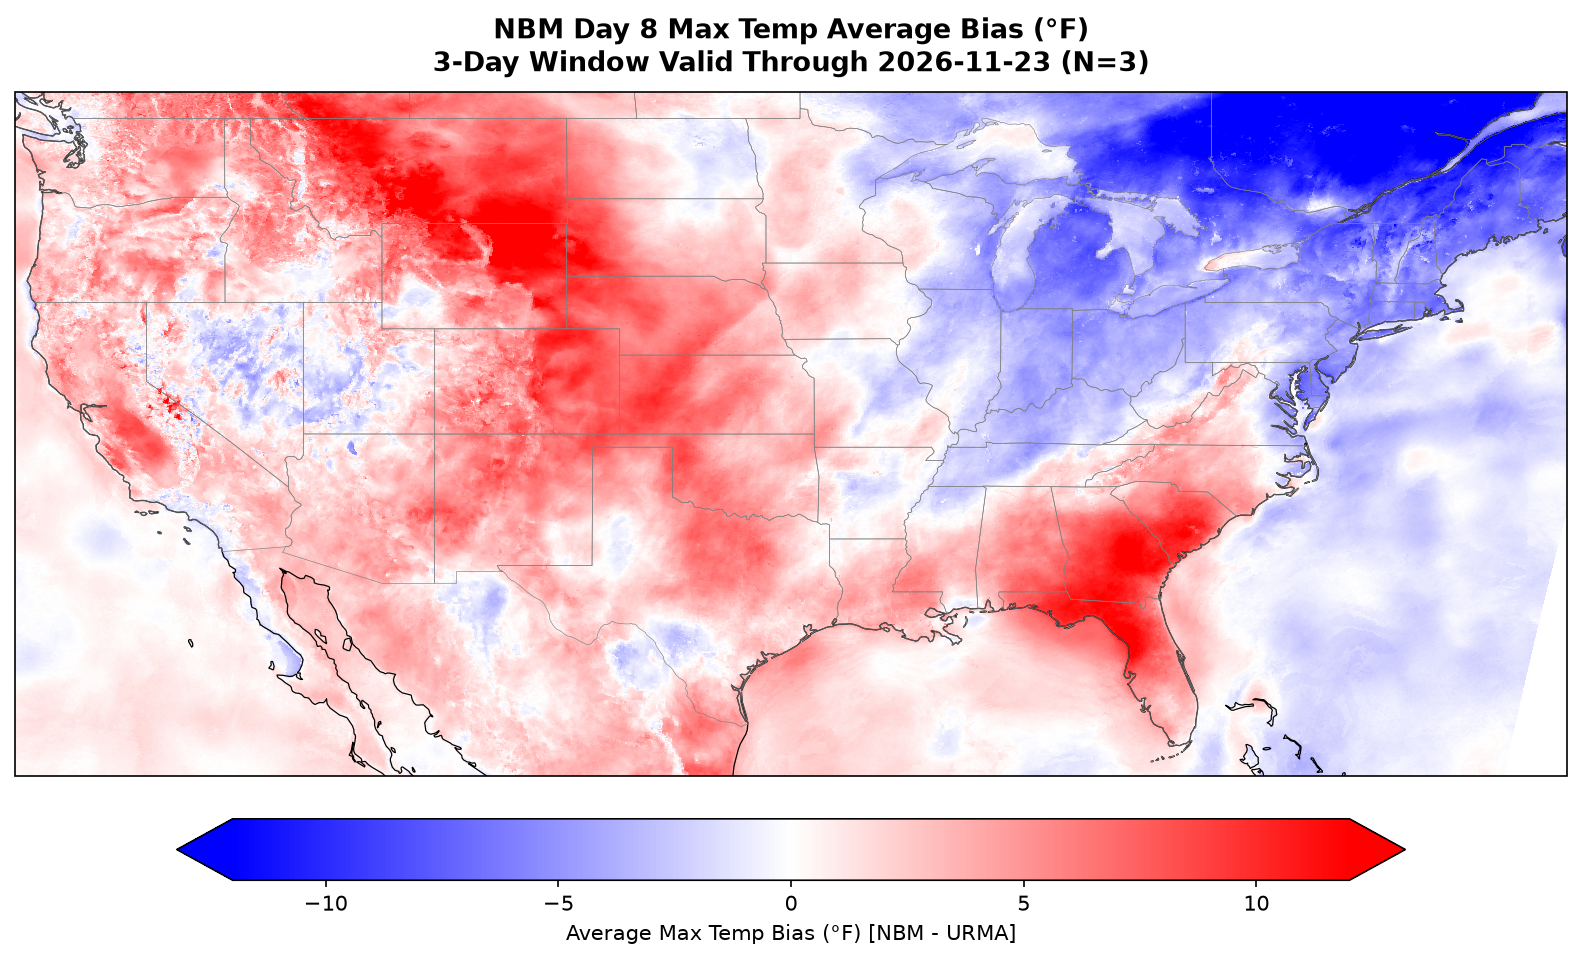 NBM Day 8 Max Temp Average Bias (°F)
3-Day Window Valid Through 2026-11-23 (N=3)
−10 −5 0 5 10
Average Max Temp Bias (°F) [NBM - URMA]